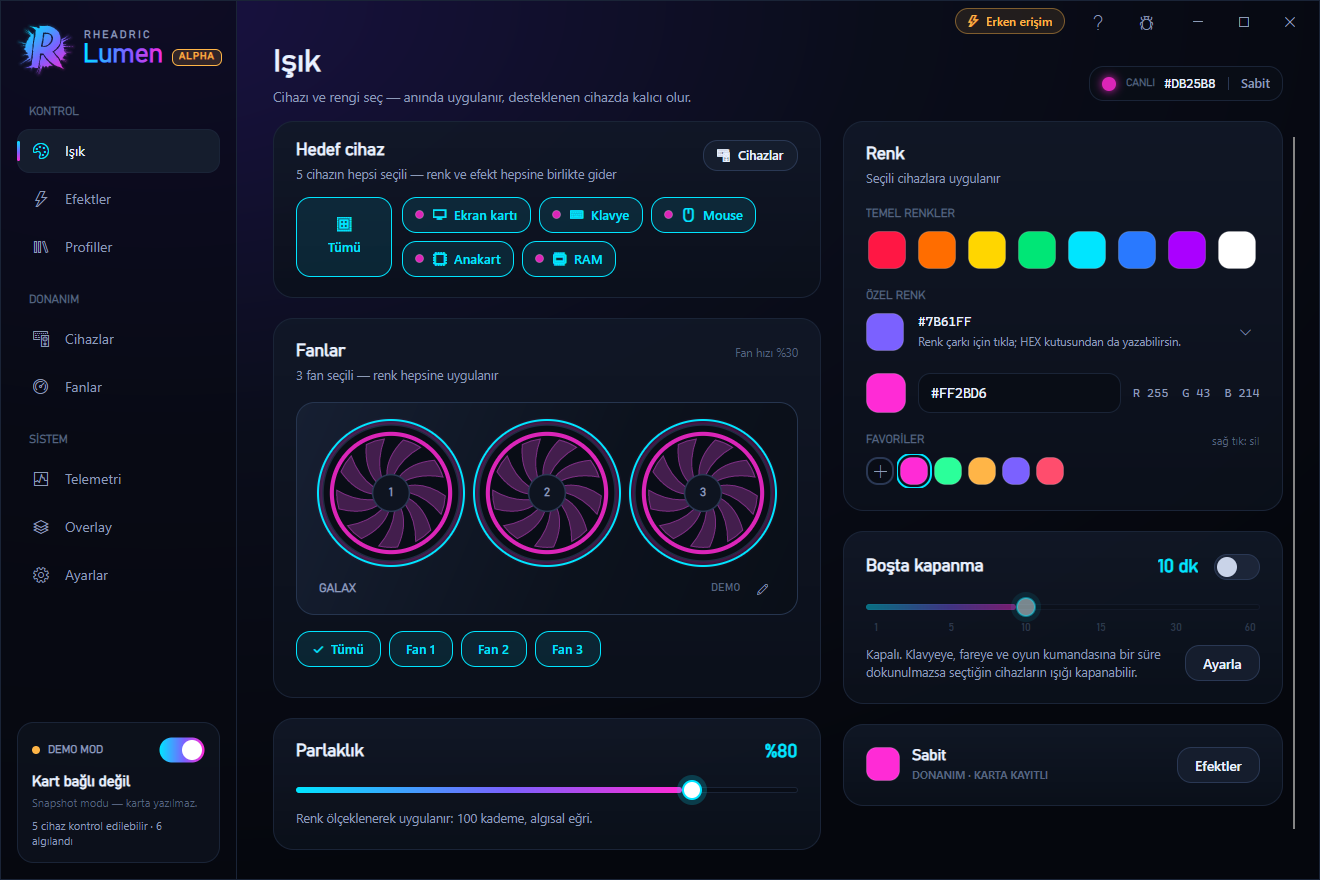 RHEADRIC
Lumen ALPHA
KONTROL
Işık
Efektler
Profiller
DONANIM
Cihazlar
Fanlar
SİSTEM
Telemetri
Overlay
Ayarlar
DEMO MOD
Kart bağlı değil
Snapshot modu — karta yazılmaz.
5 cihaz kontrol edilebilir · 6
algılandı
Erken erişim
?
Işık
Cihazı ve rengi seç — anında uygulanır, desteklenen cihazda kalıcı olur.
CANLI #DB25B8 Sabit
Hedef cihaz
5 cihazın hepsi seçili — renk ve efekt hepsine birlikte gider
Cihazlar
Tümü
Ekran kartı
Klavye
Mouse
Anakart
RAM
Fanlar
Fan hızı %30
3 fan seçili — renk hepsine uygulanır
1
2
3
GALAX
DEMO
Tümü
Fan 1
Fan 2
Fan 3
Parlaklık
%80
Renk ölçeklenerek uygulanır: 100 kademe, algısal eğri.
Renk
Seçili cihazlara uygulanır
TEMEL RENKLER
ÖZEL RENK
#7B61FF
Renk çarkı için tıkla; HEX kutusundan da yazabilirsin.
#FF2BD6
R 255 G 43 B 214
FAVORİLER
sağ tık: sil
Boşta kapanma
10 dk
1 5 10 15 30 60
Kapalı. Klavyeye, fareye ve oyun kumandasına bir süre
dokunulmazsa seçtiğin cihazların ışığı kapanabilir.
Ayarla
Sabit
DONANIM · KARTA KAYITLI
Efektler